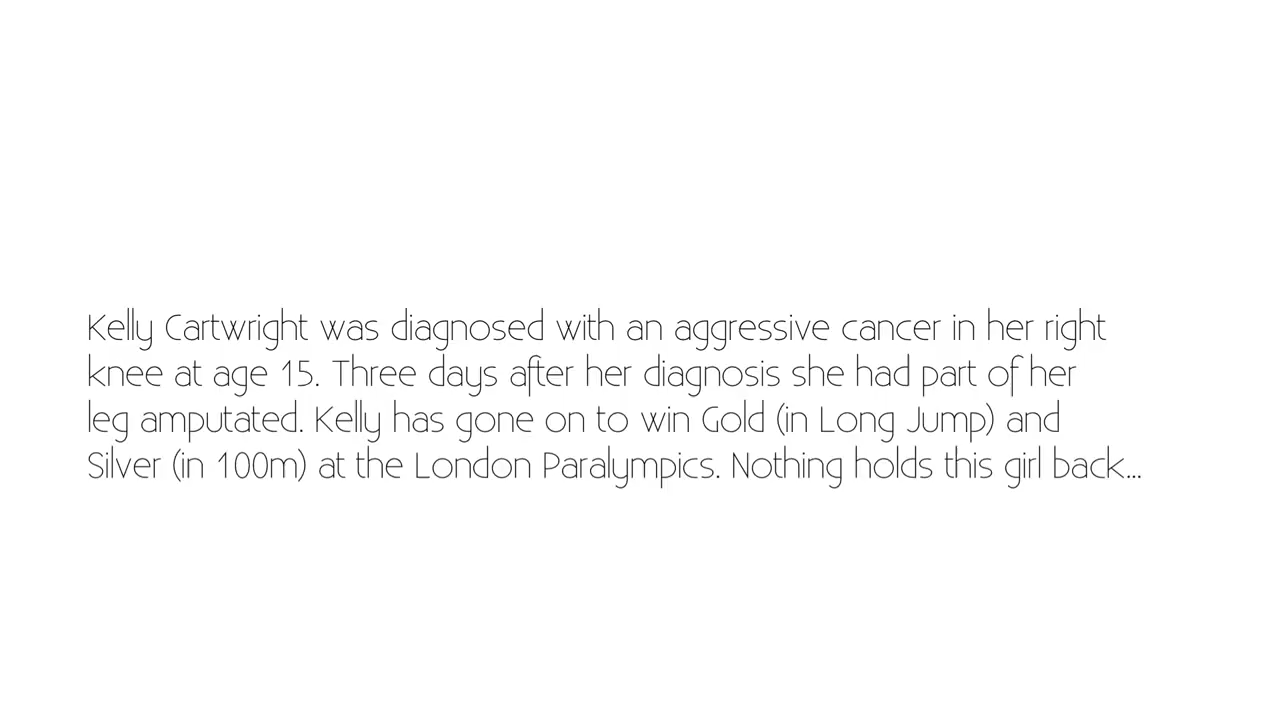 Kelly Cartwright was diagnosed with an aggressive cancer in her right
knee at age 15. Three days after her diagnosis she had part of her
leg amputated. Kelly has gone on to win Gold (in Long Jump) and
Silver (in 100m) at the London Paralympics. Nothing holds this girl back...